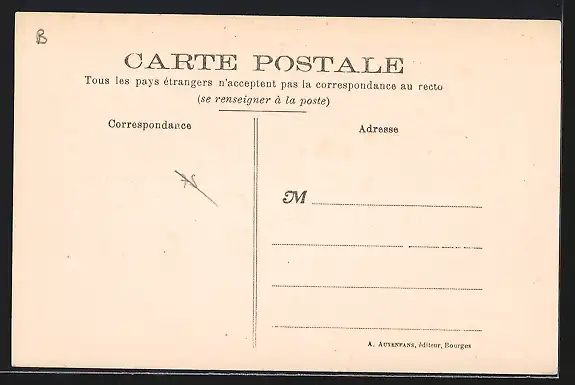 B
CARTE POSTALE
Tous les pays étrangers n'acceptent pas la correspondance au recto
(se renseigner à la poste)
Correspondance
Adresse
M
A. AUXENFANS, éditeur, Bourges